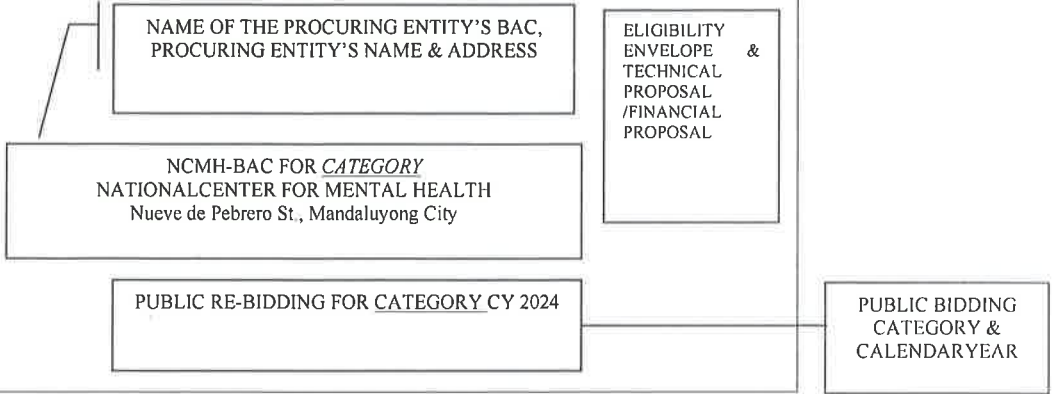 NAME OF THE PROCURING ENTITY'S BAC,
PROCURING ENTITY'S NAME & ADDRESS
ELIGIBILITY
ENVELOPE &
TECHNICAL
PROPOSAL
/FINANCIAL
PROPOSAL
NCMH-BAC FOR CATEGORY
NATIONALCENTER FOR MENTAL HEALTH
Nueve de Pebrero St., Mandaluyong City
PUBLIC RE-BIDDING FOR CATEGORY CY 2024
PUBLIC BIDDING
CATEGORY &
CALENDARYEAR